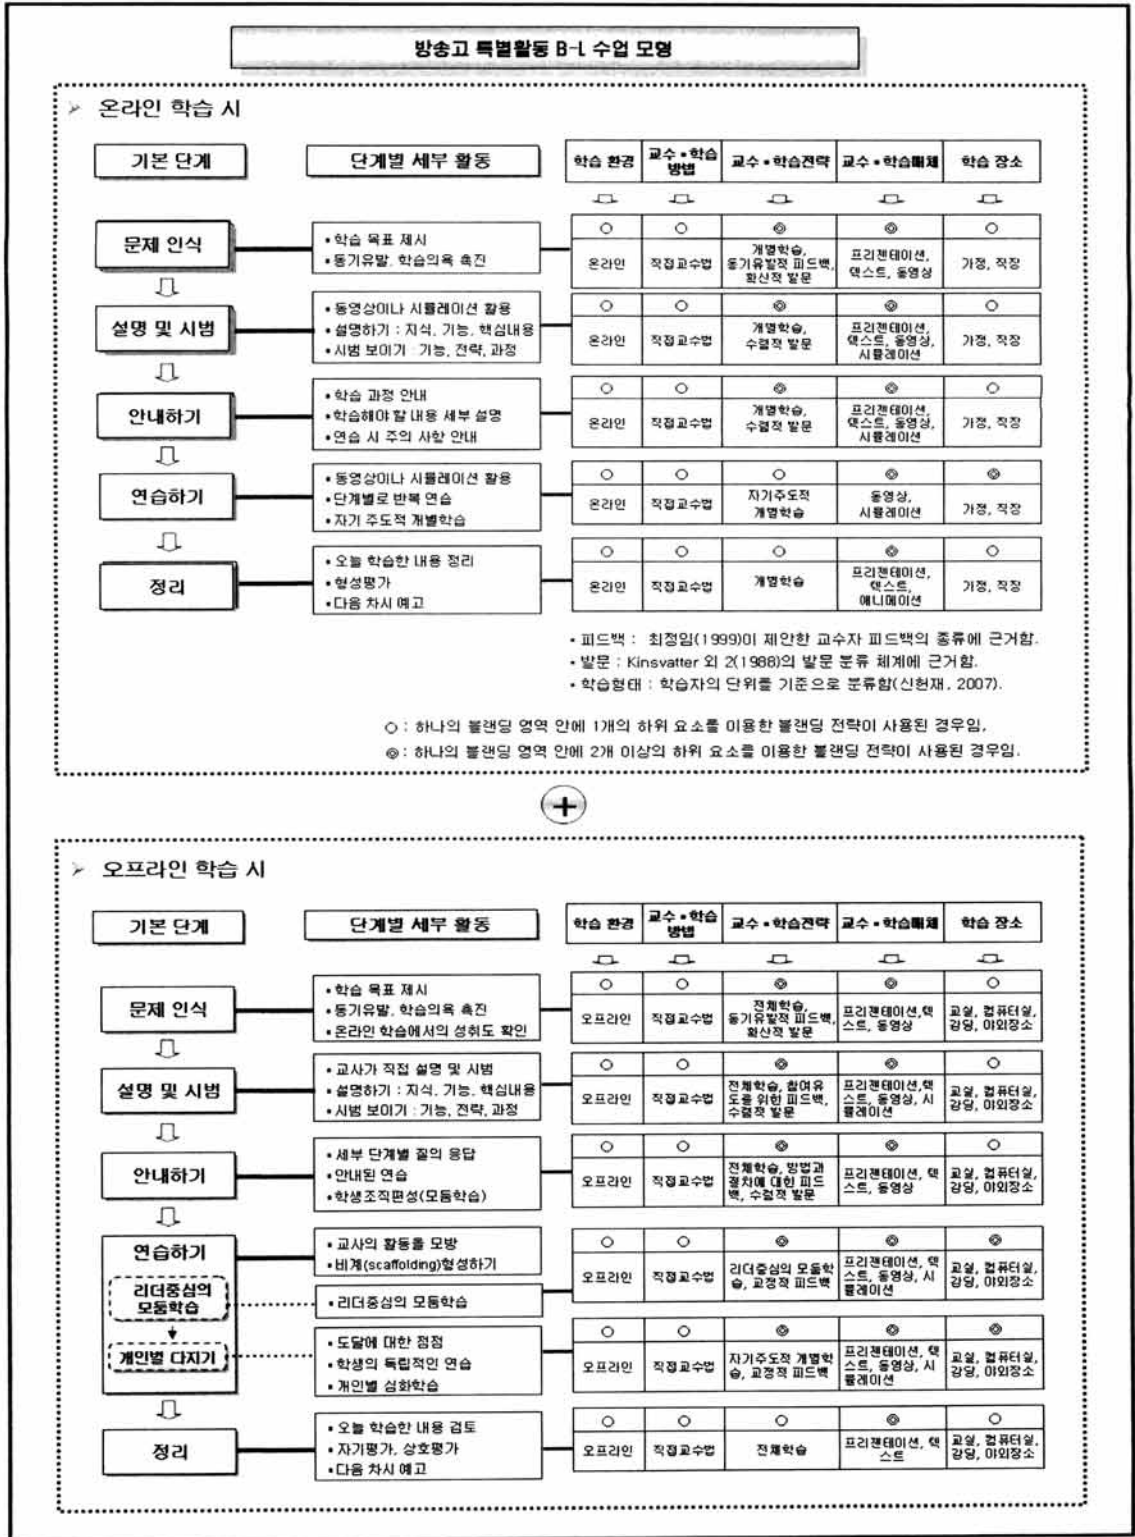 방송고 특별활동 B-L 수업 모형
➢ 온라인 학습 시
기본 단계
단계별 세부 활동
학습 환경
교수•학습
방법
교수•학습전략
교수•학습매체
학습 장소
문제 인식
• 학습 목표 제시
• 동기유발, 학습의욕 촉진
○ ○ ◎ ◎ ○
온라인
직접교수법
개별학습,
동기유발적 피드백,
확산적 발문
프리젠테이션,
텍스트, 동영상
가정, 직장
설명 및 시범
• 동영상이나 시뮬레이션 활용
• 설명하기 : 지식, 기능, 핵심내용
• 시범 보이기 : 기능, 전략, 과정
○ ○ ◎ ◎ ○
온라인
직접교수법
개별학습,
수렴적 발문
프리젠테이션,
텍스트, 동영상,
시뮬레이션
가정, 직장
안내하기
• 학습 과정 안내
• 학습해야 할 내용 세부 설명
• 연습 시 주의 사항 안내
○ ○ ◎ ◎ ○
온라인
직접교수법
개별학습,
수렴적 발문
프리젠테이션,
텍스트, 동영상,
시뮬레이션
가정, 직장
연습하기
• 동영상이나 시뮬레이션 활용
• 단계별로 반복 연습
• 자기 주도적 개별학습
○ ○ ○ ◎ ◎
온라인
직접교수법
자기주도적
개별학습
동영상,
시뮬레이션
가정, 직장
정리
• 오늘 학습한 내용 정리
• 형성평가
• 다음 차시 예고
○ ○ ○ ◎ ○
온라인
직접교수법
개별학습
프리젠테이션,
텍스트,
애니메이션
가정, 직장
• 피드백 : 최정임(1999)이 제안한 교수자 피드백의 종류에 근거함.
• 발문 : Kinsvatter 외 2(1988)의 발문 분류 체계에 근거함.
• 학습형태 : 학습자의 단위를 기준으로 분류함(신헌재, 2007).
○ : 하나의 블랜딩 영역 안에 1개의 하위 요소를 이용한 블랜딩 전략이 사용된 경우임,
◎ : 하나의 블랜딩 영역 안에 2개 이상의 하위 요소를 이용한 블랜딩 전략이 사용된 경우임.
+
➢ 오프라인 학습 시
기본 단계
단계별 세부 활동
학습 환경
교수•학습
방법
교수•학습전략
교수•학습매체
학습 장소
문제 인식
• 학습 목표 제시
• 동기유발, 학습의욕 촉진
• 온라인 학습에서의 성취도 확인
○ ○ ◎ ◎ ○
오프라인
직접교수법
전체학습,
동기유발적 피드백,
확산적 발문
프리젠테이션,텍
스트, 동영상
교실, 컴퓨터실,
강당, 야외장소
설명 및 시범
• 교사가 직접 설명 및 시범
• 설명하기 : 지식, 기능, 핵심내용
• 시범 보이기 : 기능, 전략, 과정
○ ○ ◎ ◎ ○
오프라인
직접교수법
전체학습, 참여유
도를 위한 피드백,
수렴적 발문
프리젠테이션,텍
스트, 동영상, 시
뮬레이션
교실, 컴퓨터실,
강당, 야외장소
안내하기
• 세부 단계별 질의 응답
• 안내된 연습
• 학생조직편성(모둠학습)
○ ○ ◎ ◎ ○
오프라인
직접교수법
전체학습, 방법과
절차에 대한 피드
백, 수렴적 발문
프리젠테이션, 텍
스트, 동영상
교실, 컴퓨터실,
강당, 야외장소
연습하기
• 교사의 활동을 모방
• 비계(scaffolding)형성하기
○ ○ ◎ ◎ ◎
오프라인
직접교수법
리더중심의 모둠학
습, 교정적 피드백
프리젠테이션, 텍
스트, 동영상, 시
뮬레이션
교실, 컴퓨터실,
강당, 야외장소
리더중심의
모둠학습
• 리더중심의 모둠학습
개인별 다지기
• 도달에 대한 점점
• 학생의 독립적인 연습
• 개인별 심화학습
○ ○ ◎ ◎ ◎
오프라인
직접교수법
자기주도적 개별학
습, 교정적 피드백
프리젠테이션, 텍
스트, 동영상, 시
뮬레이션
교실, 컴퓨터실,
강당, 야외장소
정리
• 오늘 학습한 내용 검토
• 자기평가, 상호평가
• 다음 차시 예고
○ ○ ○ ◎ ○
오프라인
직접교수법
전체학습
프리젠테이션, 텍
스트
교실, 컴퓨터실,
강당, 야외장소